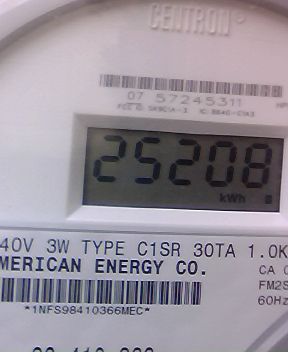 CENTRON®
07 57245311
25208
kWh
40V 3W TYPE C1SR 30TA 1.0K
MERICAN ENERGY CO.
CA
FM2S
60Hz
*1NFS98410366MEC*